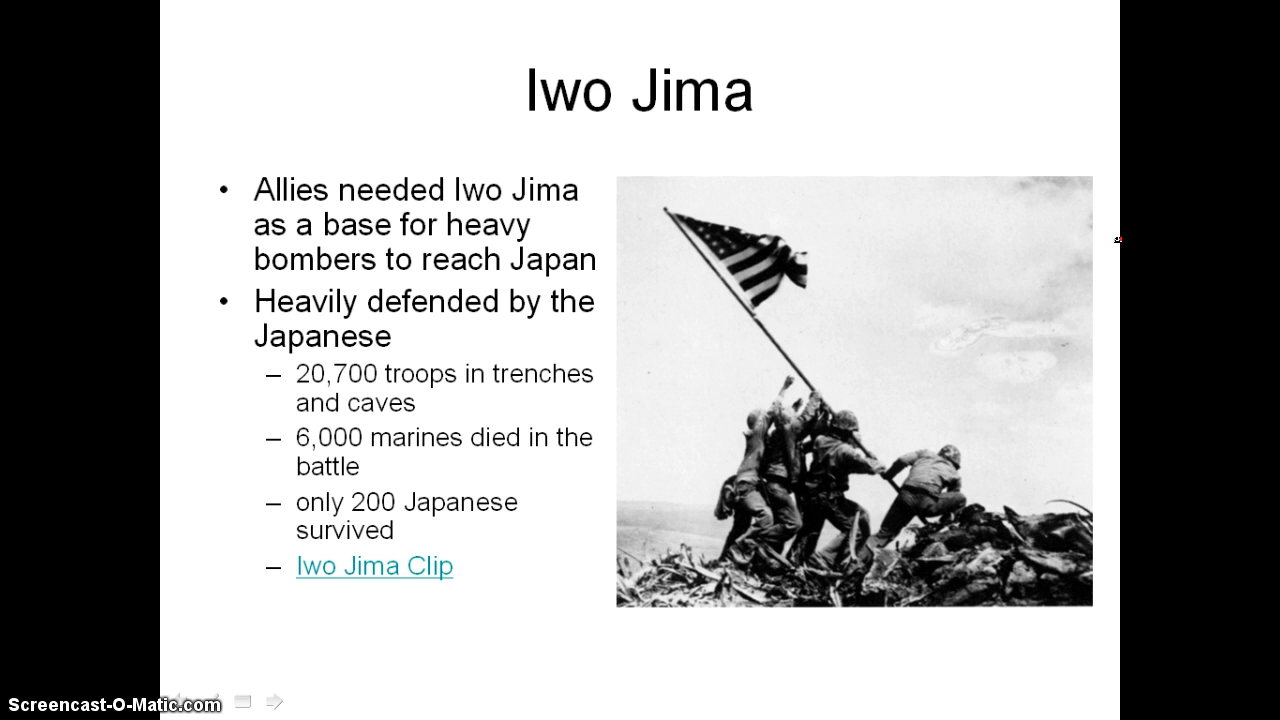 Iwo Jima
• Allies needed Iwo Jima
as a base for heavy
bombers to reach Japan
• Heavily defended by the
Japanese
– 20,700 troops in trenches
and caves
– 6,000 marines died in the
battle
– only 200 Japanese
survived
– Iwo Jima Clip
Screencast-O-Matic.com